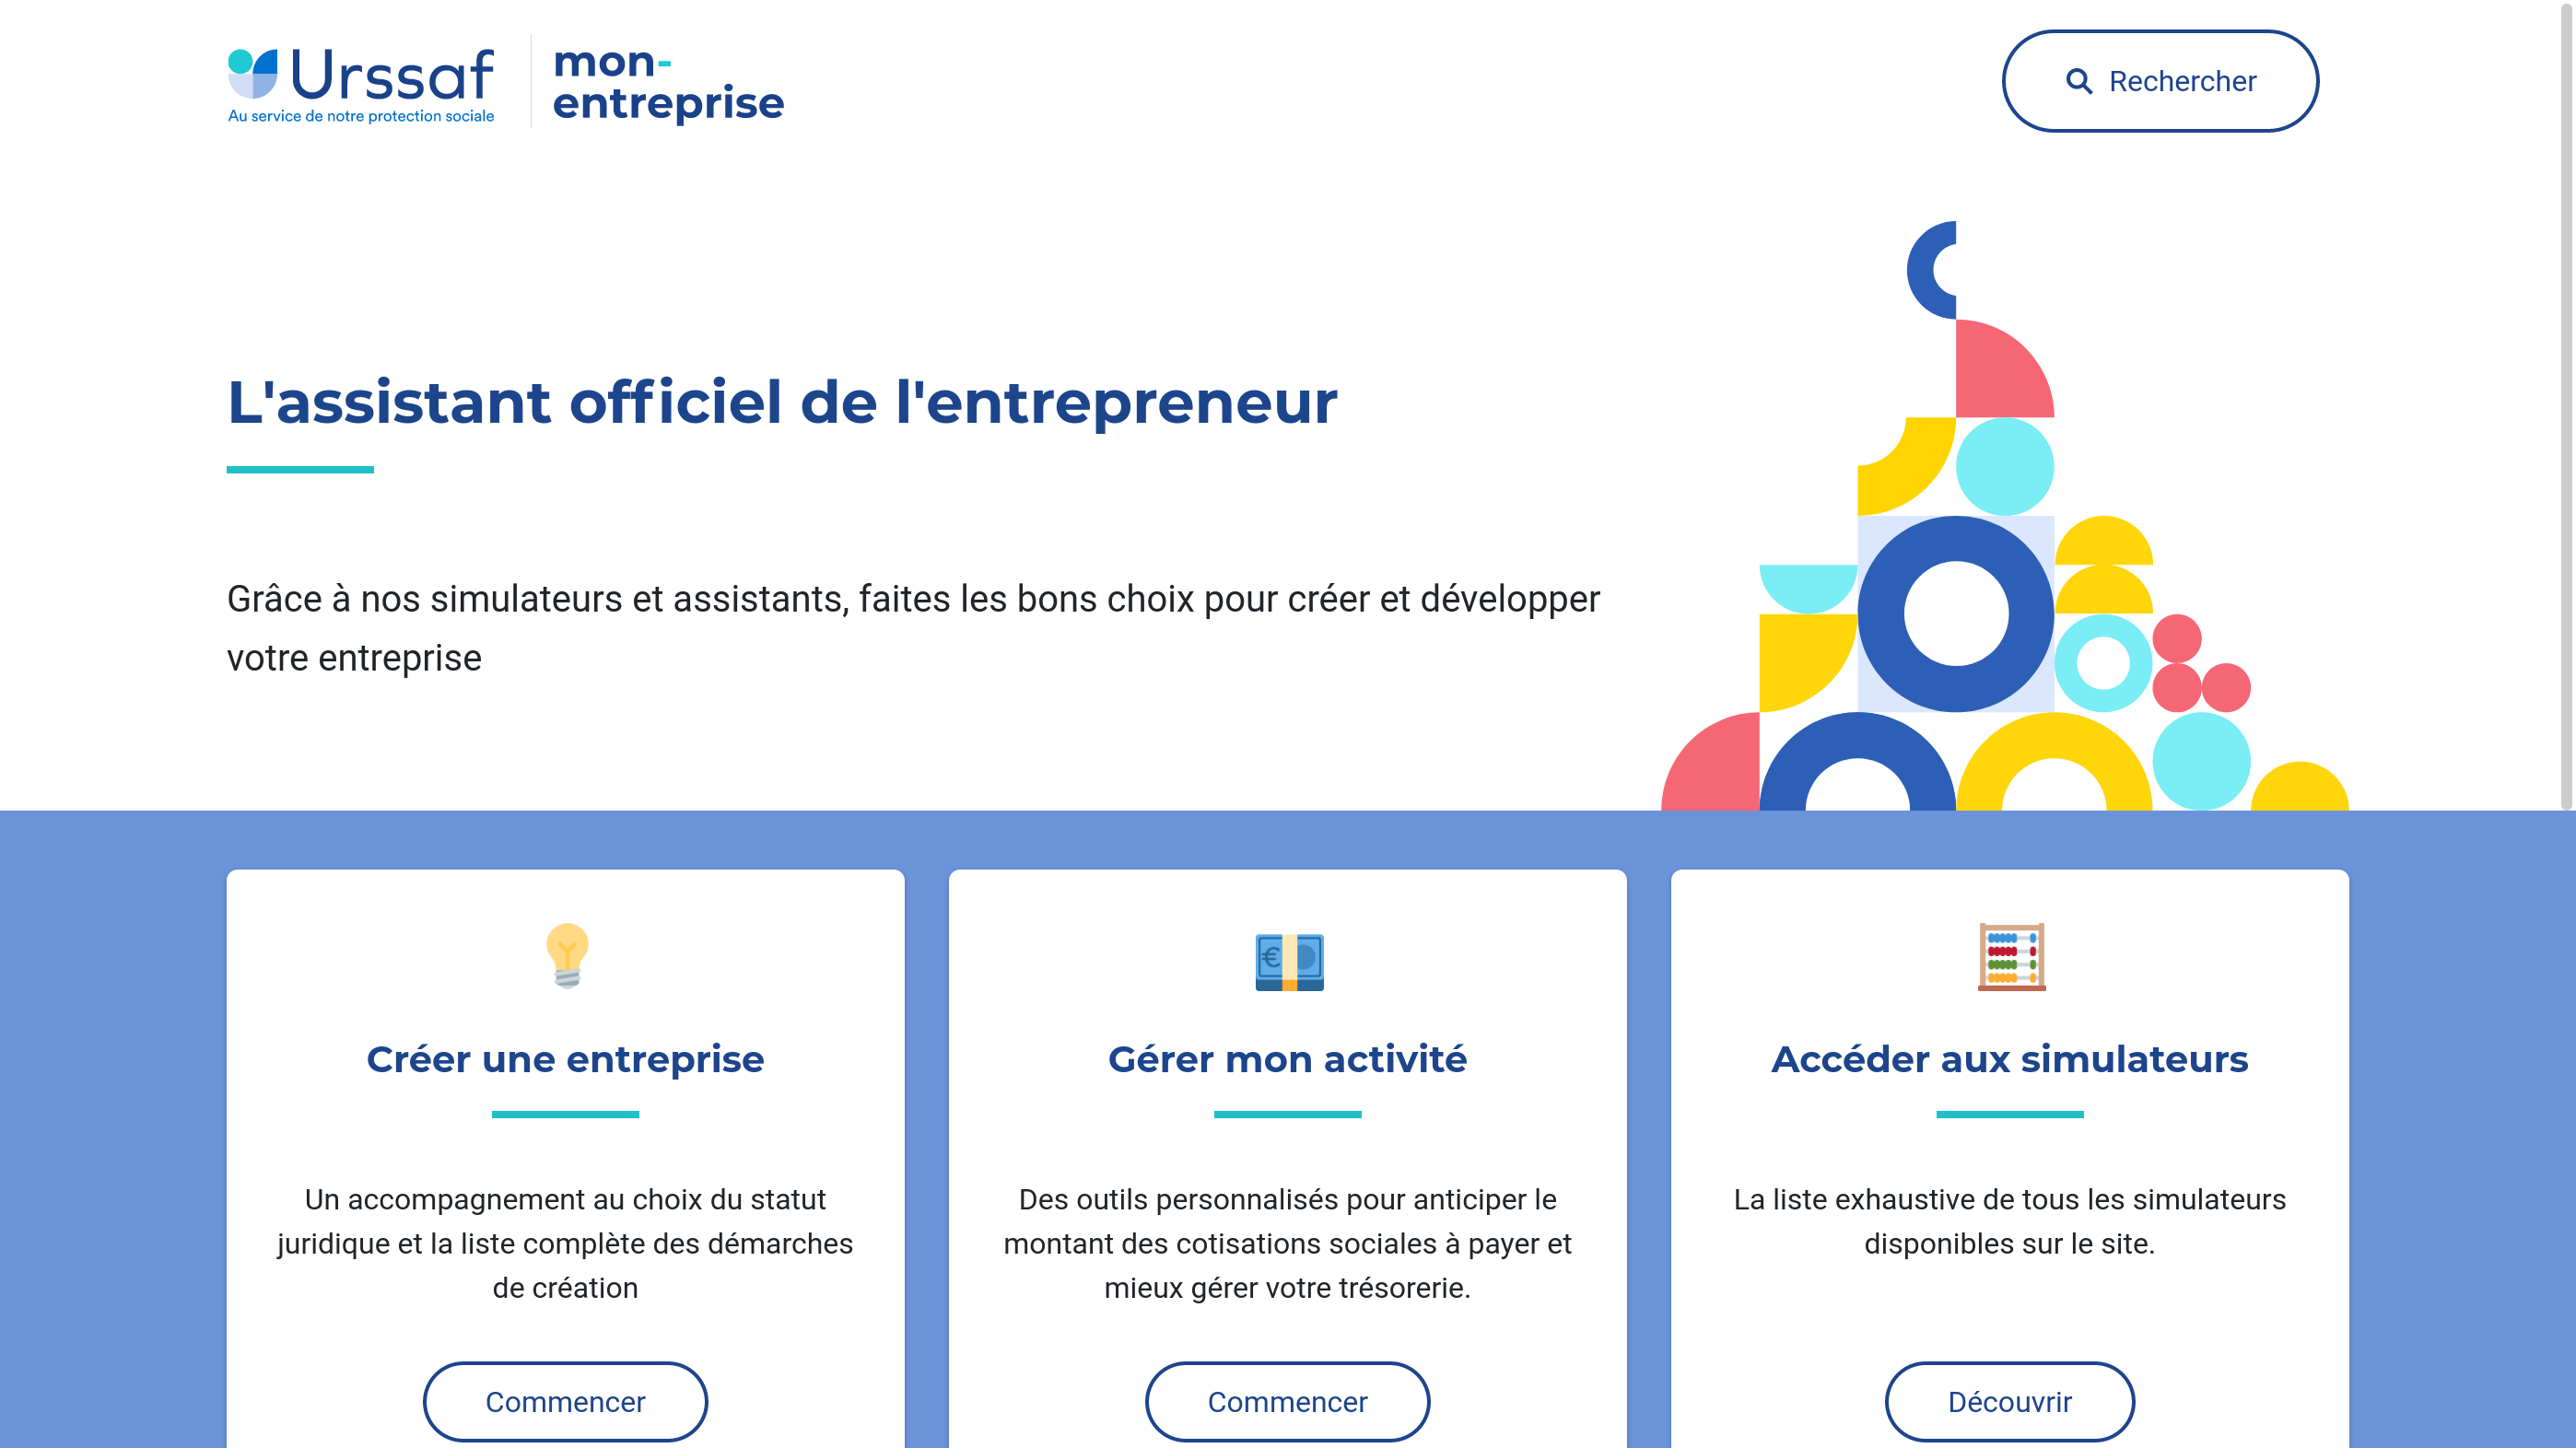 Urssaf
Au service de notre protection sociale
mon-
entreprise
Rechercher
L'assistant officiel de l'entrepreneur
Grâce à nos simulateurs et assistants, faites les bons choix pour créer et développer
votre entreprise
€
Créer une entreprise
Un accompagnement au choix du statut
juridique et la liste complète des démarches
de création
Commencer
Gérer mon activité
Des outils personnalisés pour anticiper le
montant des cotisations sociales à payer et
mieux gérer votre trésorerie.
Commencer
Accéder aux simulateurs
La liste exhaustive de tous les simulateurs
disponibles sur le site.
Découvrir